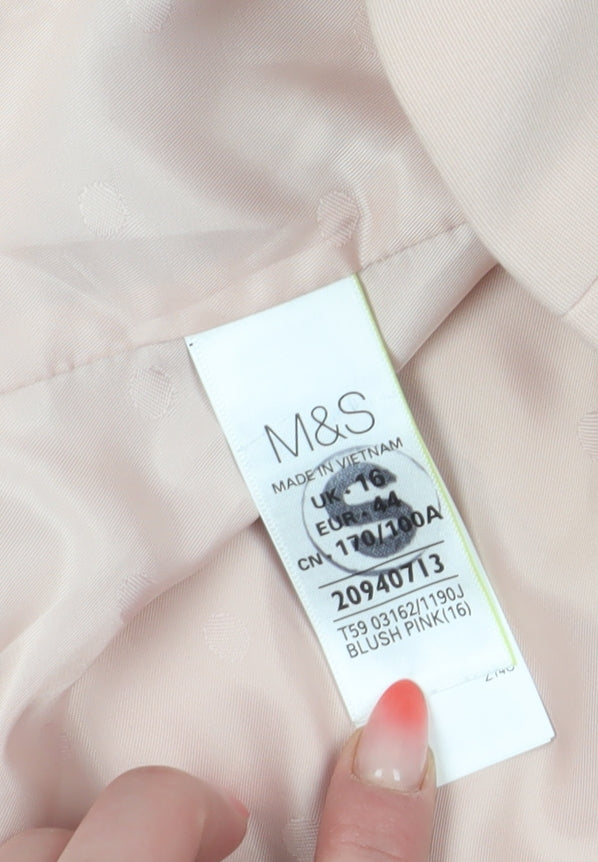 M&S
MADE IN VIETNAM
UK • 16
EUR • 44
CN • 170/100A
S
20940713
T59 03162/1190J
BLUSH PINK(16)